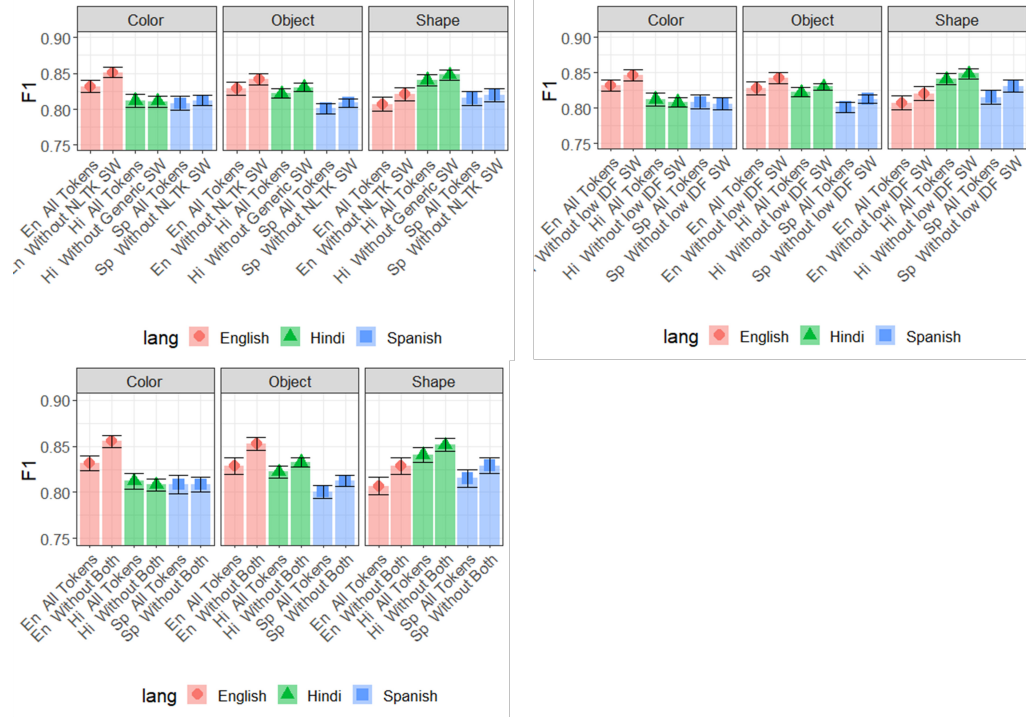 Color Object Shape
0.90
0.85
0.80
0.75
F1
En All Tokens
Without NLTK SW
Hi All Tokens
Hi Without Generic SW
Sp All Tokens
Sp Without NLTK SW
En All Tokens
En Without NLTK SW
Hi All Tokens
Hi Without Generic SW
Sp All Tokens
Sp Without NLTK SW
En All Tokens
En Without NLTK SW
Hi All Tokens
Hi Without Generic SW
Sp All Tokens
Sp Without NLTK SW
lang English Hindi Spanish
Color Object Shape
0.90
0.85
0.80
0.75
F1
En All Tokens
Without low IDF SW
Hi All Tokens
Hi Without low IDF SW
Sp All Tokens
Sp Without low IDF SW
En All Tokens
En Without low IDF SW
Hi All Tokens
Hi Without low IDF SW
Sp All Tokens
Sp Without low IDF SW
En All Tokens
En Without low IDF SW
Hi All Tokens
Hi Without low IDF SW
Sp All Tokens
Sp Without low IDF SW
lang English Hindi Spanish
Color Object Shape
0.90
0.85
0.80
0.75
F1
En All Tokens
En Without Both
Hi All Tokens
Hi Without Both
Sp All Tokens
Sp Without Both
En All Tokens
En Without Both
Hi All Tokens
Hi Without Both
Sp All Tokens
Sp Without Both
En All Tokens
En Without Both
Hi All Tokens
Hi Without Both
Sp All Tokens
Sp Without Both
lang English Hindi Spanish